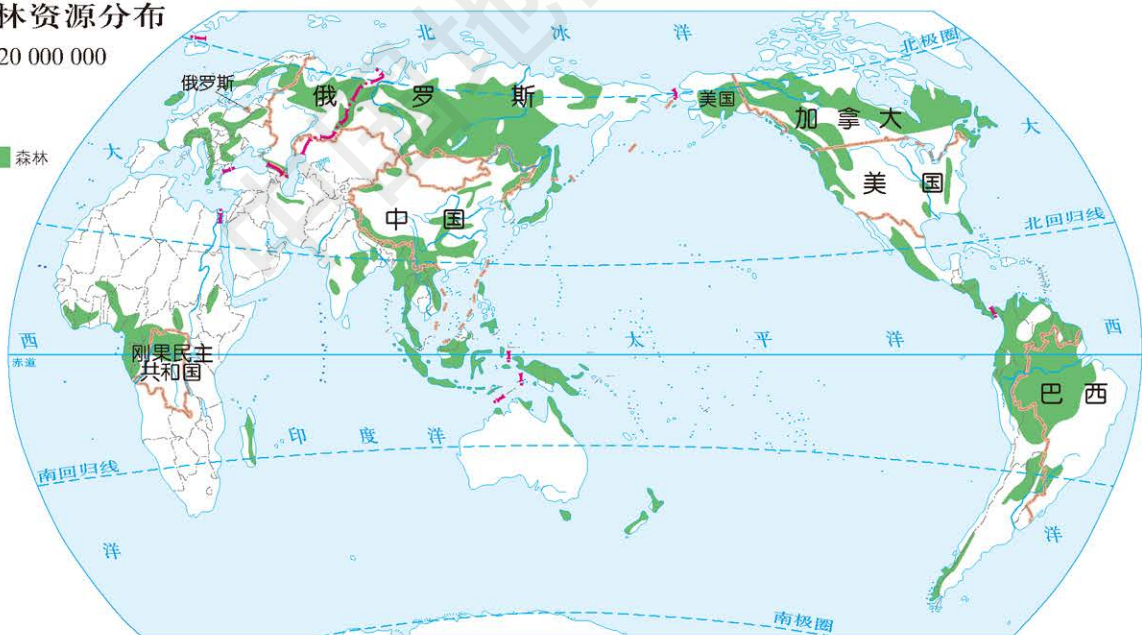 林资源分布
20 000 000
森林
北 冰 洋
北极圈
俄罗斯
俄 罗 斯
美国
加 拿 大
大
大
美 国
中 国
北回归线
西
赤道
太 平 洋
西
刚果民主
共和国
巴 西
印 度 洋
南回归线
洋
洋
南极圈